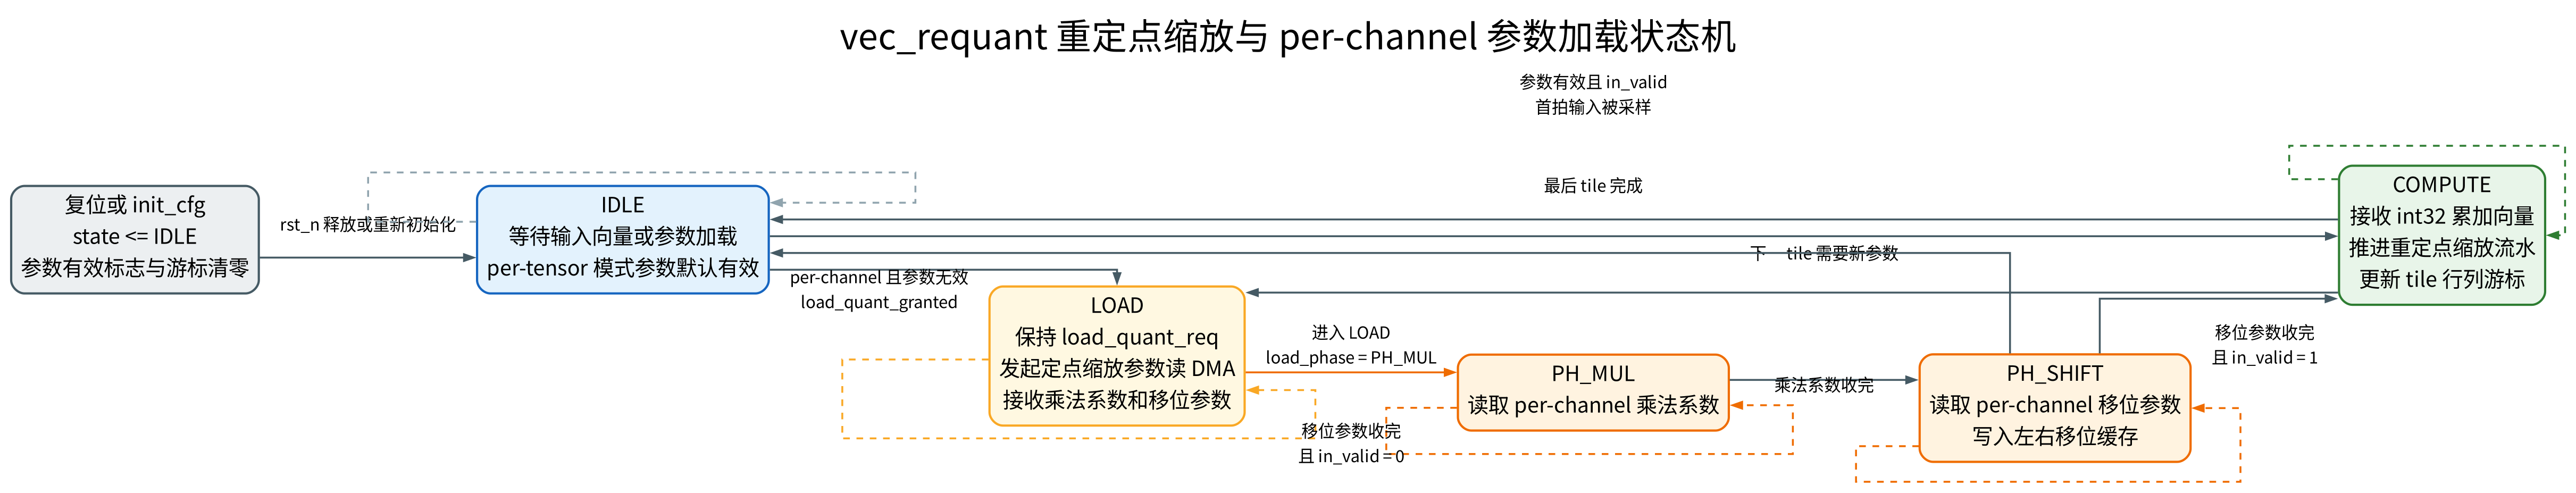 vec_requant 重定点缩放与 per-channel 参数加载状态机
参数有效且 in_valid
首拍输入被采样
复位或 init_cfg
state <= IDLE
参数有效标志与游标清零
rst_n 释放或重新初始化
IDLE
等待输入向量或参数加载
per-tensor 模式参数默认有效
最后 tile 完成
COMPUTE
接收 int32 累加向量
推进重定点缩放流水
更新 tile 行列游标
下一 tile 需要新参数
per-channel 且参数无效
load_quant_granted
LOAD
保持 load_quant_req
发起定点缩放参数读 DMA
接收乘法系数和移位参数
进入 LOAD
load_phase = PH_MUL
PH_MUL
读取 per-channel 乘法系数
乘法系数收完
PH_SHIFT
读取 per-channel 移位参数
写入左右移位缓存
移位参数收完
且 in_valid = 1
移位参数收完
且 in_valid = 0